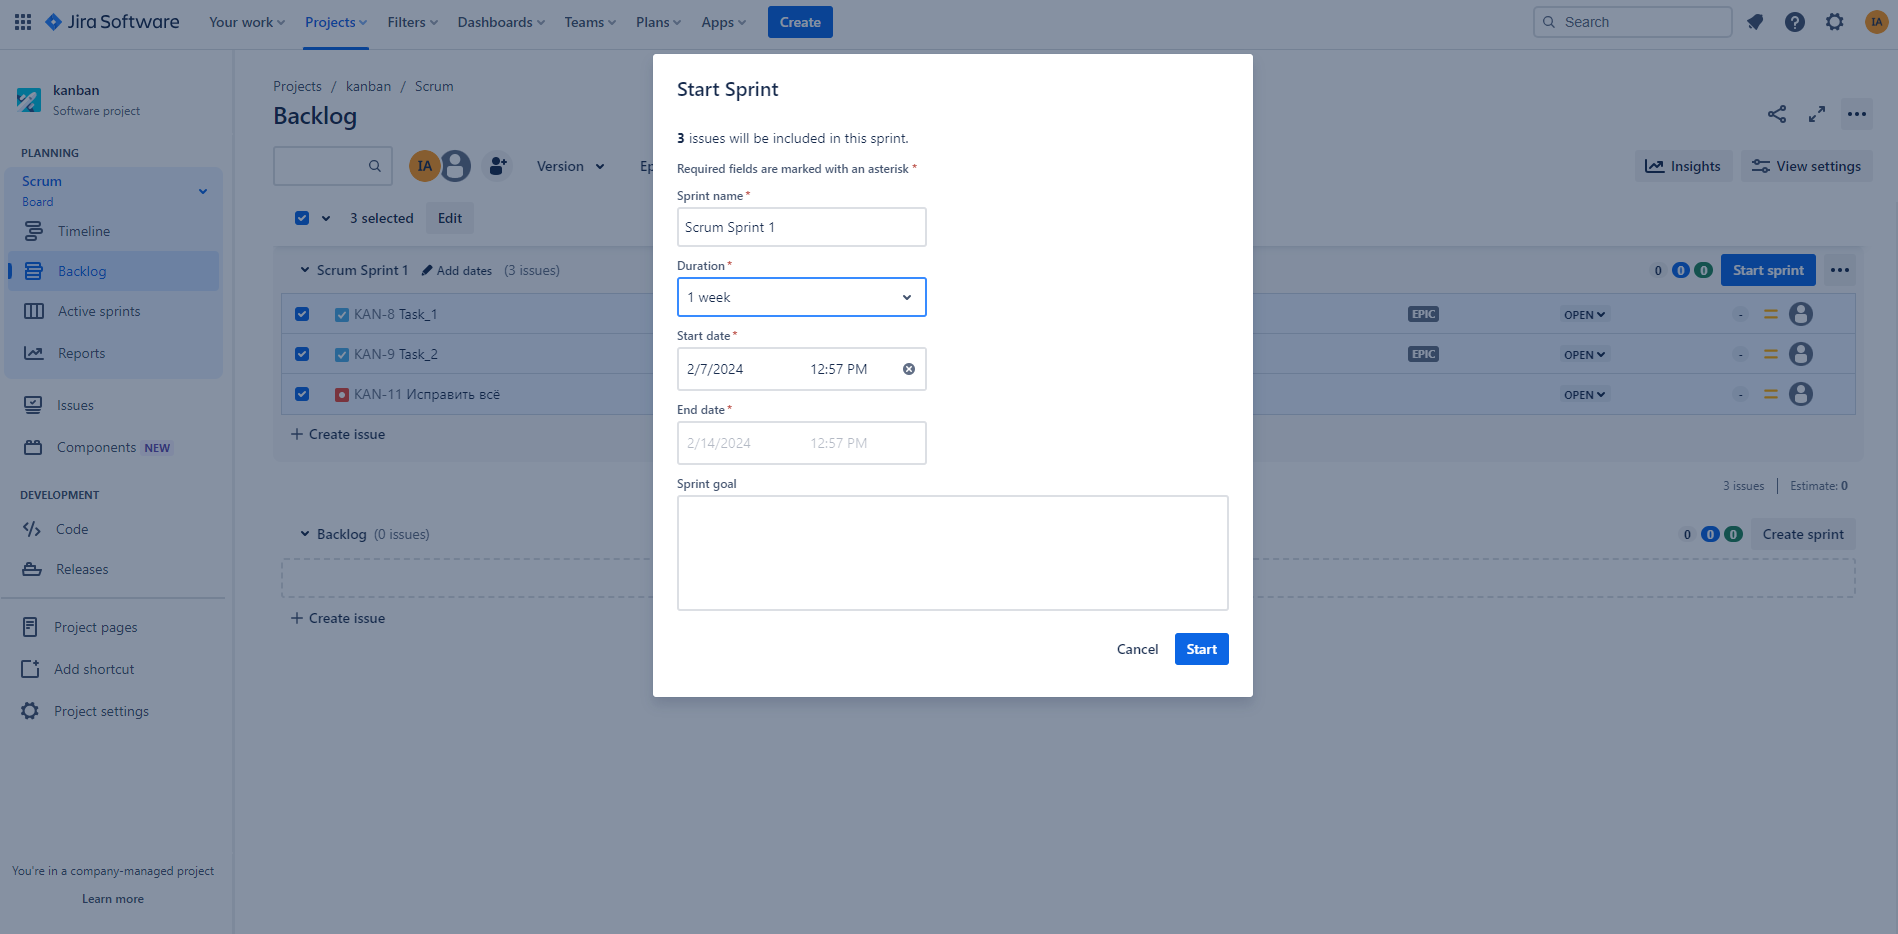 Jira Software
Your work
Projects
Filters
Dashboards
Teams
Plans
Apps
Create
Search
IA
kanban
Software project
PLANNING
Scrum
Board
Timeline
Backlog
Active sprints
Reports
Issues
Components NEW
DEVELOPMENT
Code
Releases
Project pages
Add shortcut
Project settings
You're in a company-managed project
Learn more
Projects / kanban / Scrum
Backlog
IA
Version
Ep
Insights
View settings
3 selected
Edit
Scrum Sprint 1 Add dates (3 issues)
0 0 0 Start sprint
KAN-8 Task_1 EPIC OPEN -
KAN-9 Task_2 EPIC OPEN -
KAN-11 Исправить всё OPEN -
+ Create issue
3 issues Estimate: 0
Backlog (0 issues)
0 0 0 Create sprint
+ Create issue
Start Sprint
3 issues will be included in this sprint.
Required fields are marked with an asterisk *
Sprint name*
Scrum Sprint 1
Duration*
1 week
Start date*
2/7/2024 12:57 PM
End date*
2/14/2024 12:57 PM
Sprint goal
Cancel
Start